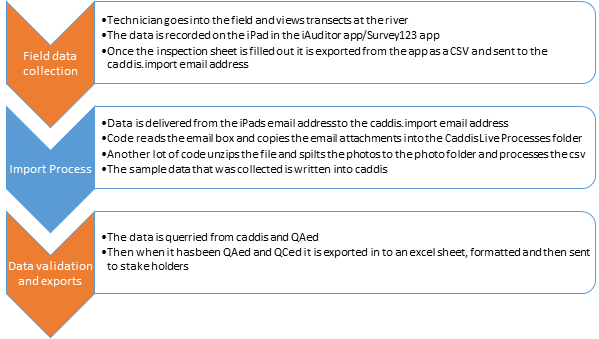 Field data
collection
•Technician goes into the field and views transects at the river
•The data is recorded on the iPad in the iAuditor app/Survey123 app
•Once the inspection sheet is filled out it is exported from the app as a CSV and sent to the
caddis.import email address
Import Process
•Data is delivered from the iPads email address to the caddis.import email address
•Code reads the email box and copies the email attachments into the Caddis Live Processes folder
•Another lot of code unzips the file and spilts the photos to the photo folder and processes the csv
•The sample data that was collected is written into caddis
Data validation
and exports
•The data is querried from caddis and QAed
•Then when it has been QAed and QCed it is exported in to an excel sheet, formatted and then sent
to stake holders